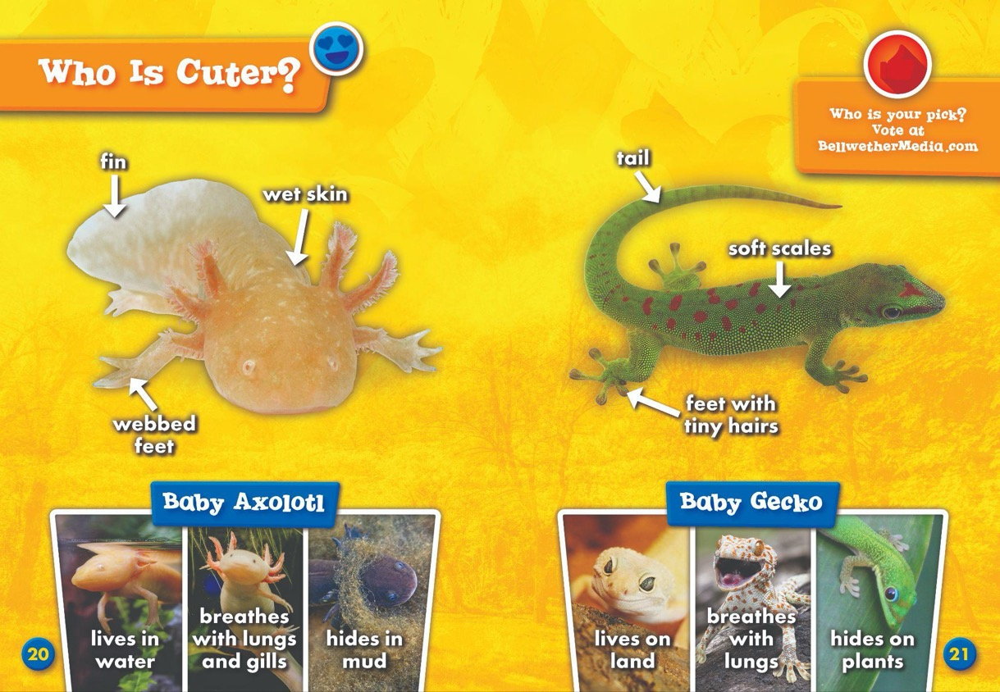 Who Is Cuter?
fin
wet skin
webbed
feet
Baby Axolotl
lives in
water
breathes
with lungs
and gills
hides in
mud
20
Who is your pick?
Vote at
BellwetherMedia.com
tail
soft scales
feet with
tiny hairs
Baby Gecko
lives on
land
breathes
with
lungs
hides on
plants
21